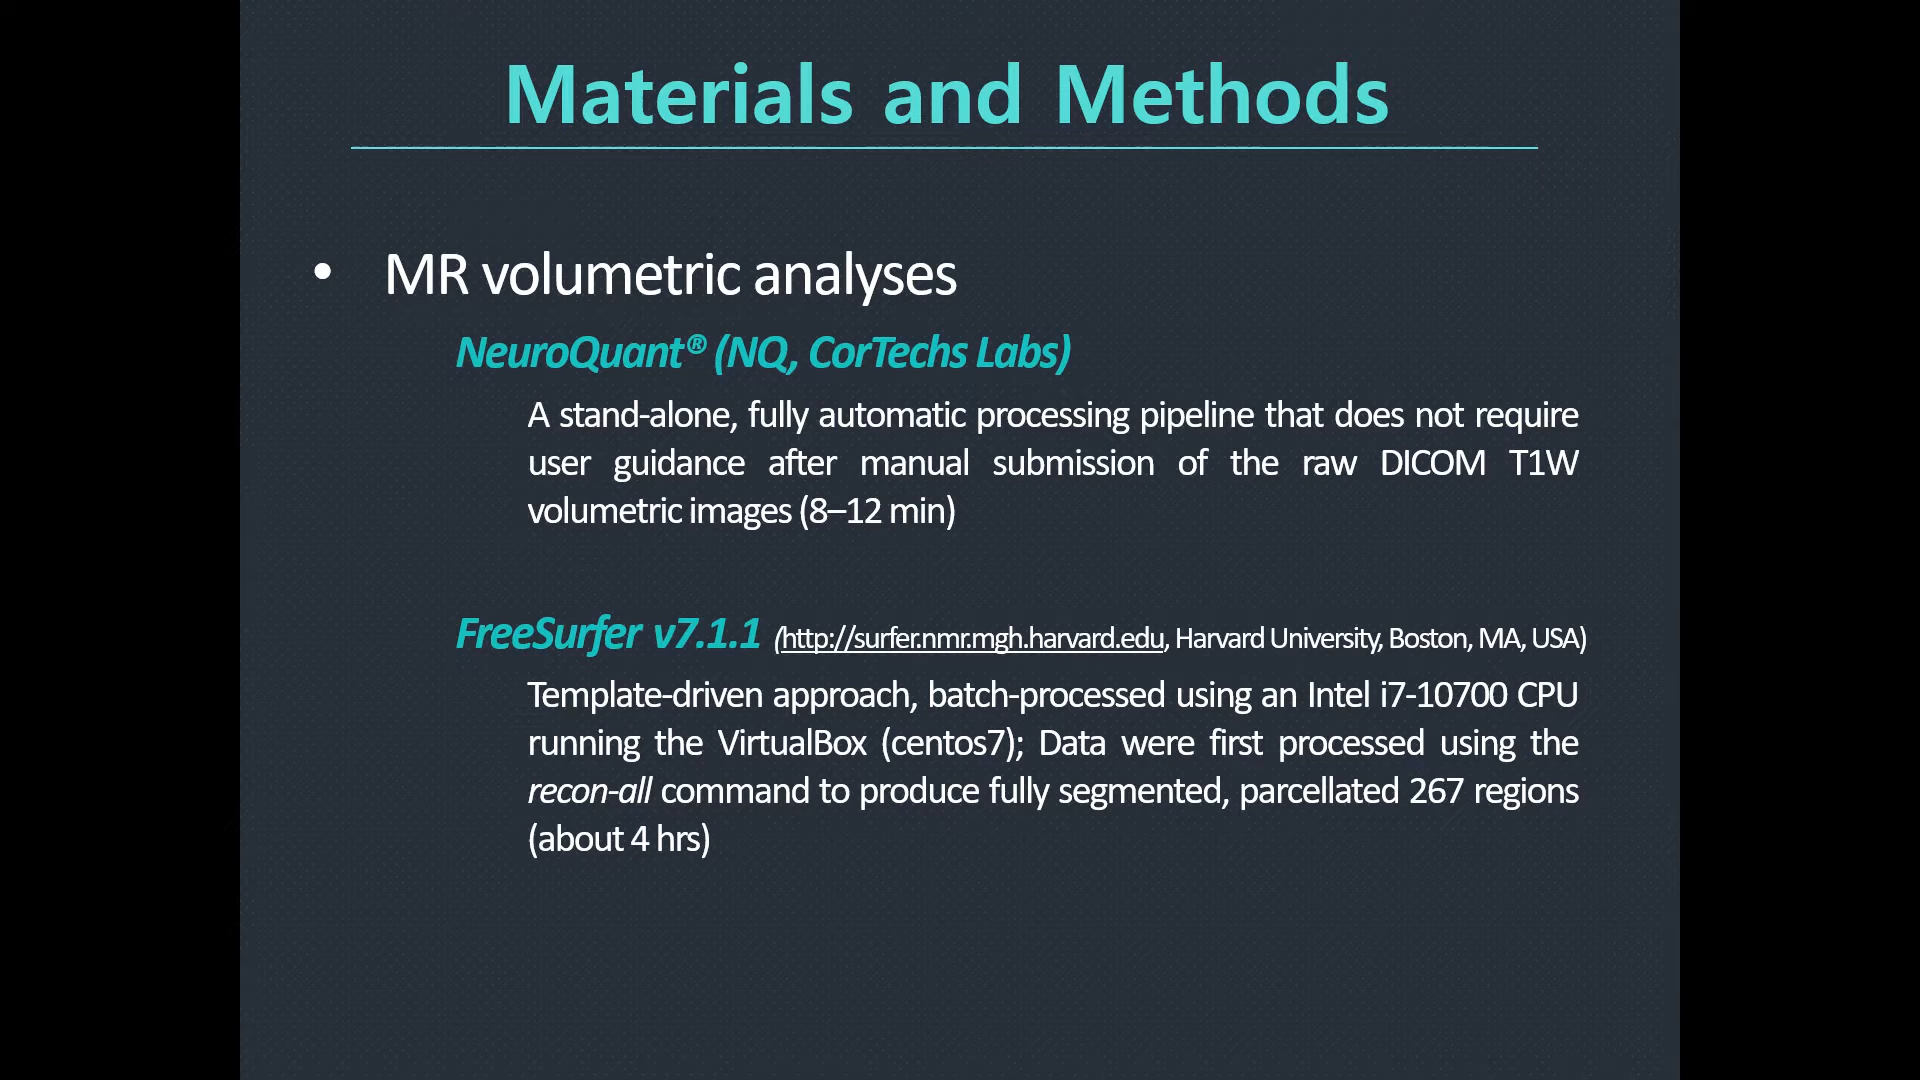 Materials and Methods
• MR volumetric analyses
NeuroQuant® (NQ, CorTechs Labs)
A stand-alone, fully automatic processing pipeline that does not require
user guidance after manual submission of the raw DICOM T1W
volumetric images (8–12 min)
FreeSurfer v7.1.1 (http://surfer.nmr.mgh.harvard.edu, Harvard University, Boston, MA, USA)
Template-driven approach, batch-processed using an Intel i7-10700 CPU
running the VirtualBox (centos7); Data were first processed using the
recon-all command to produce fully segmented, parcellated 267 regions
(about 4 hrs)